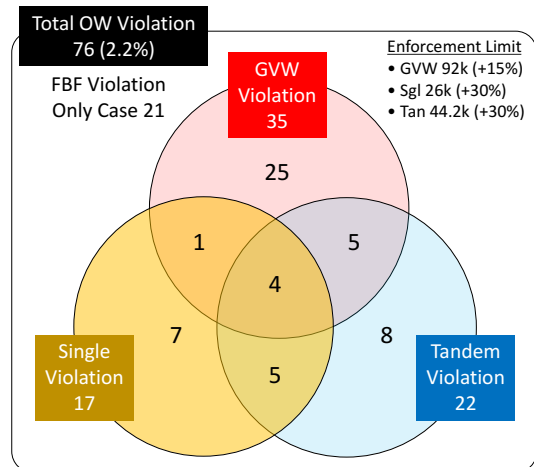 Total OW Violation
76 (2.2%)
FBF Violation
Only Case 21
GVW
Violation
35
Enforcement Limit
• GVW 92k (+15%)
• Sgl 26k (+30%)
• Tan 44.2k (+30%)
25
1
5
4
7
8
5
Single
Violation
17
Tandem
Violation
22